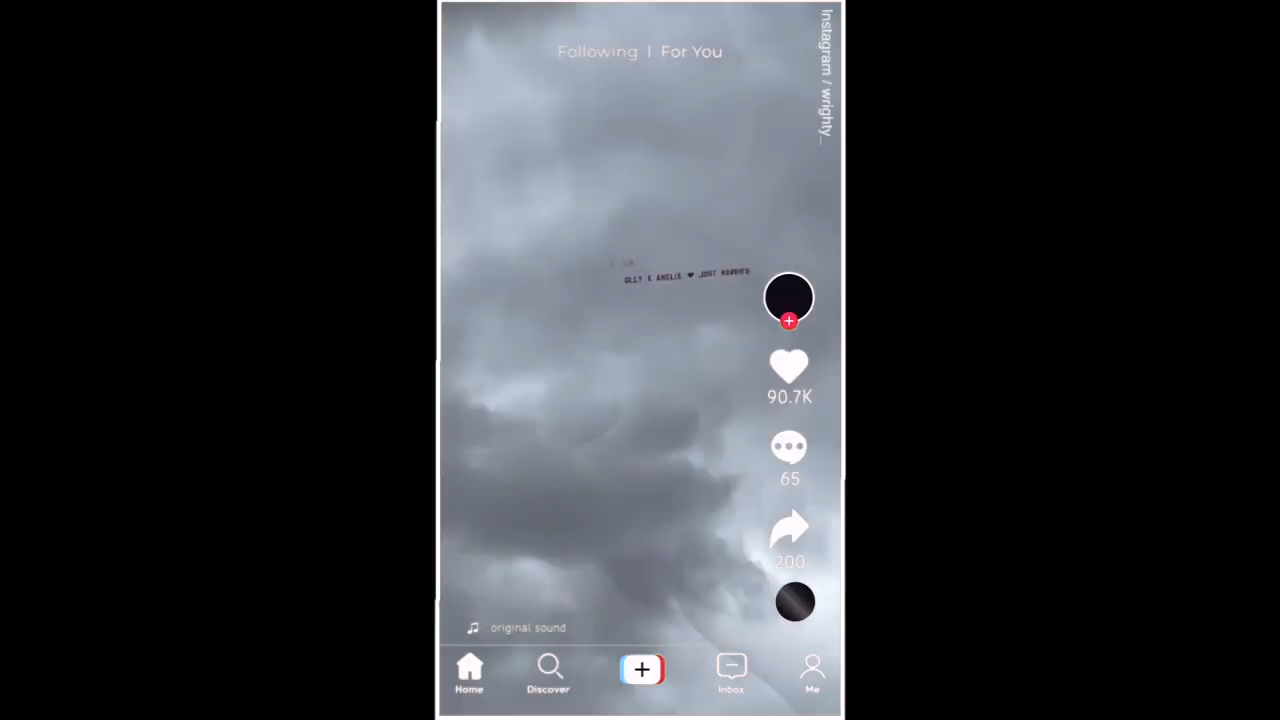 Following | For You
Instagram / wrighty_
OLLY & AMELIE ♥ JUST MARRIED
90.7K
65
200
original sound
Home
Discover
Inbox
Me